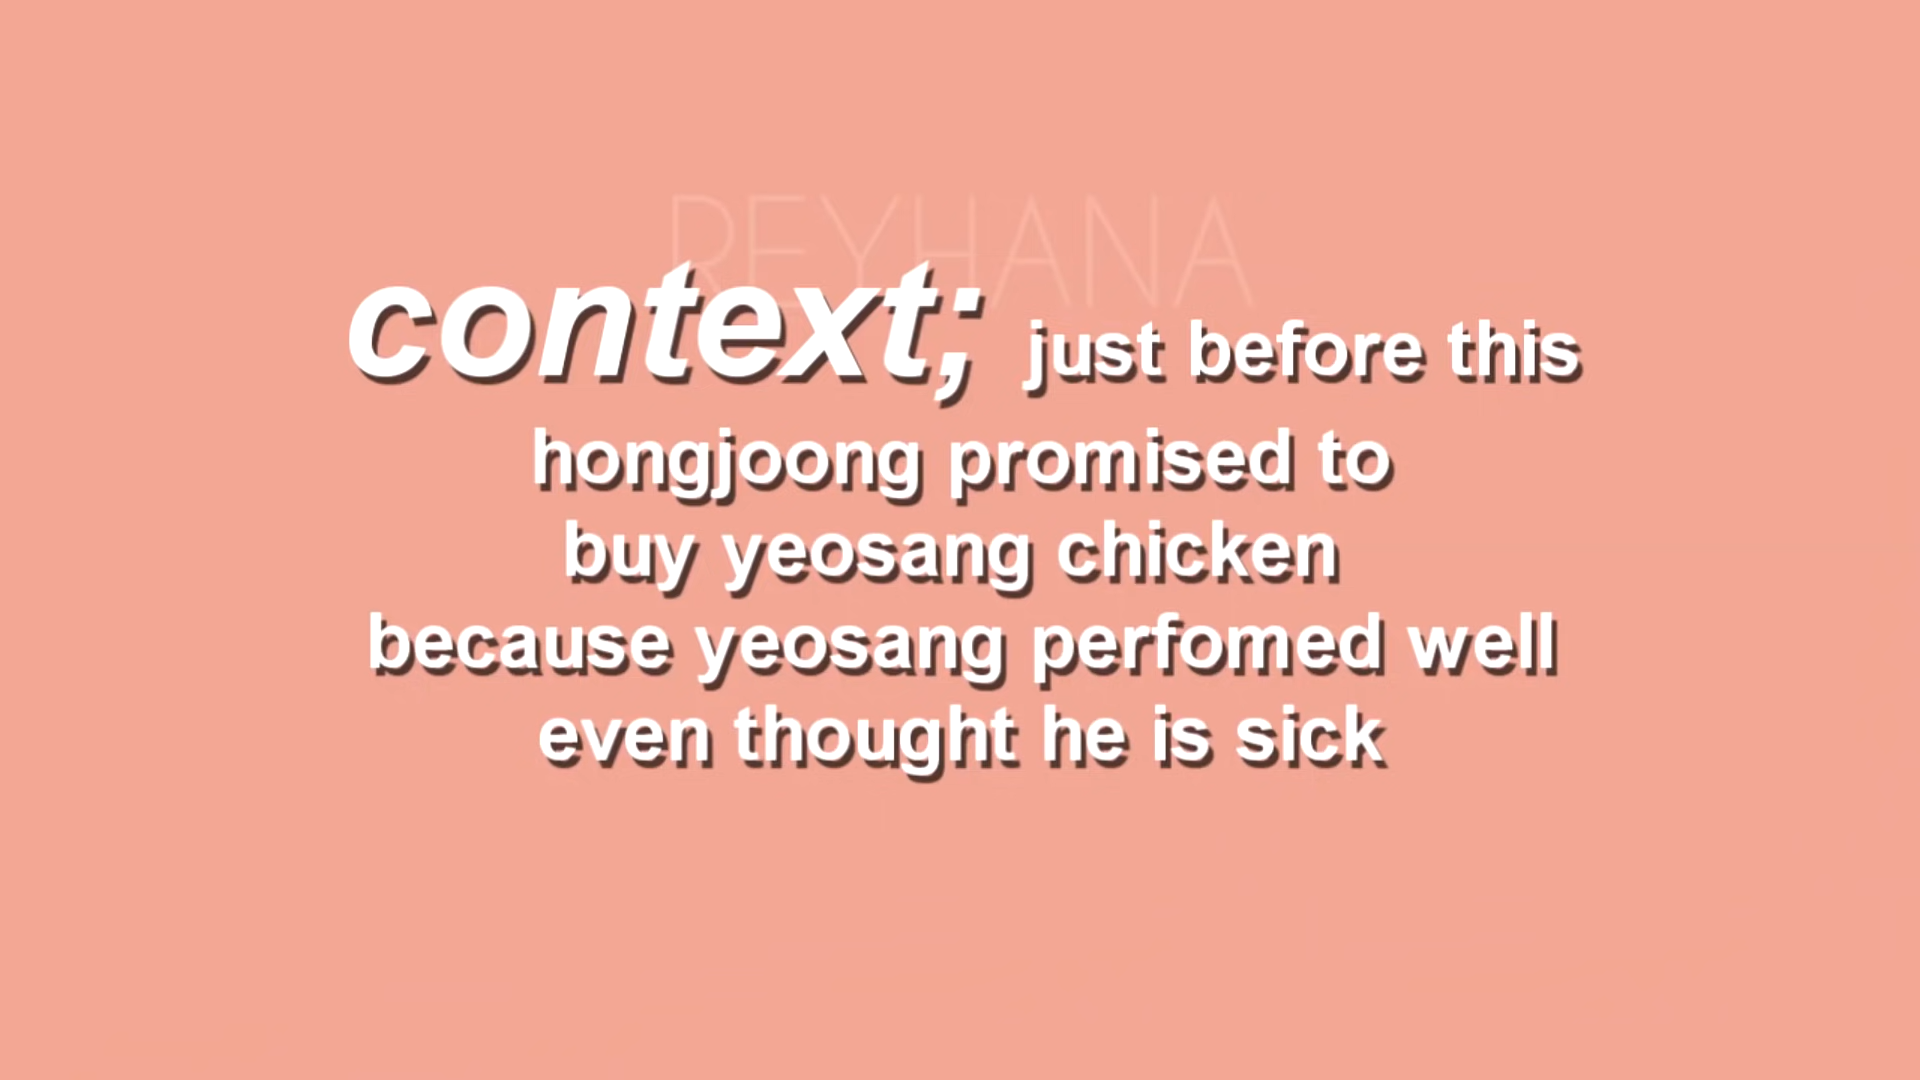 REYHANA
context; just before this
hongjoong promised to
buy yeosang chicken
because yeosang perfomed well
even thought he is sick